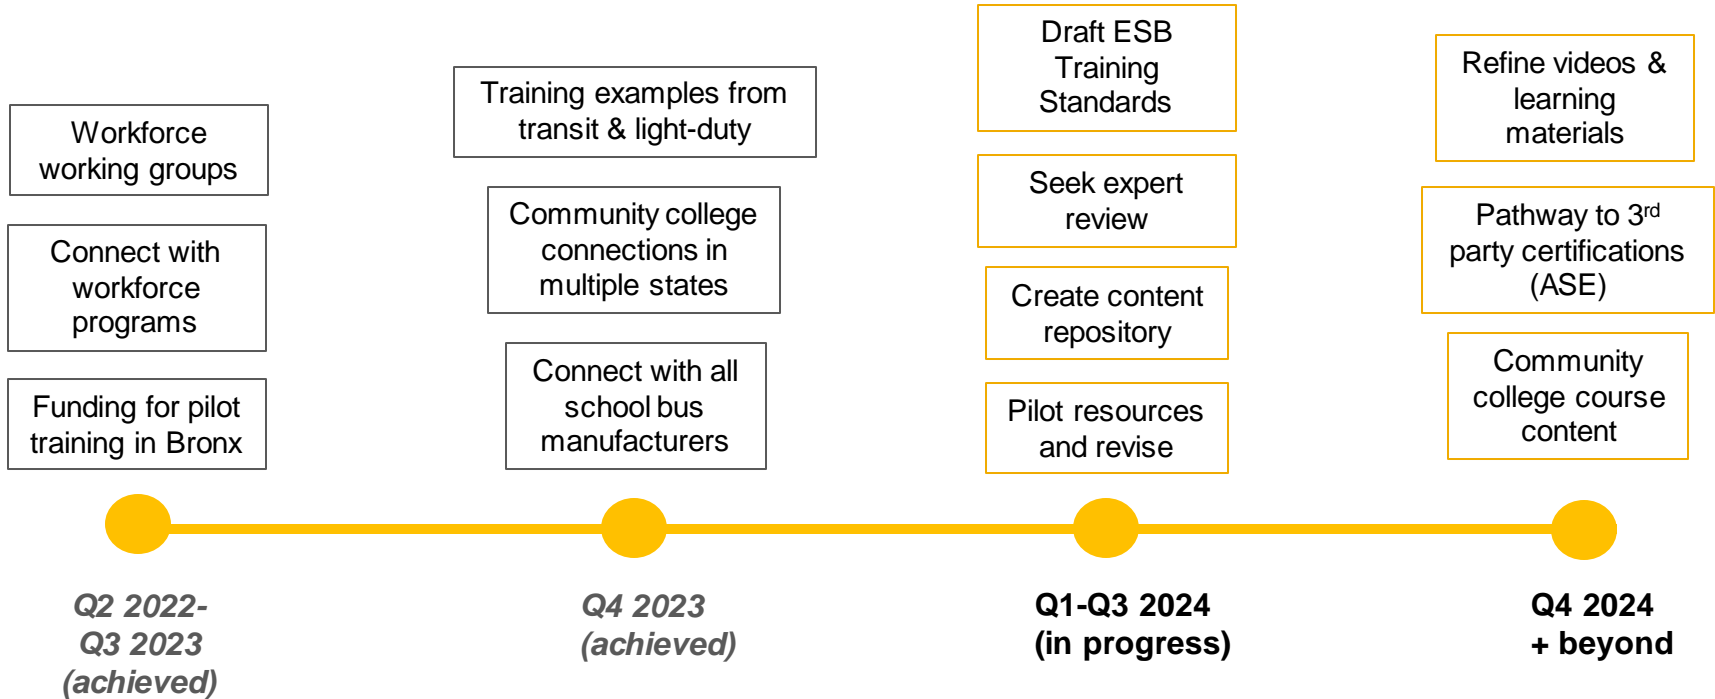 Workforce
working groups
Connect with
workforce
programs
Funding for pilot
training in Bronx
Training examples from
transit & light-duty
Community college
connections in
multiple states
Connect with all
school bus
manufacturers
Draft ESB
Training
Standards
Seek expert
review
Create content
repository
Pilot resources
and revise
Refine videos &
learning
materials
Pathway to 3rd
party certifications
(ASE)
Community
college course
content
Q2 2022-
Q3 2023
(achieved)
Q4 2023
(achieved)
Q1-Q3 2024
(in progress)
Q4 2024
+ beyond